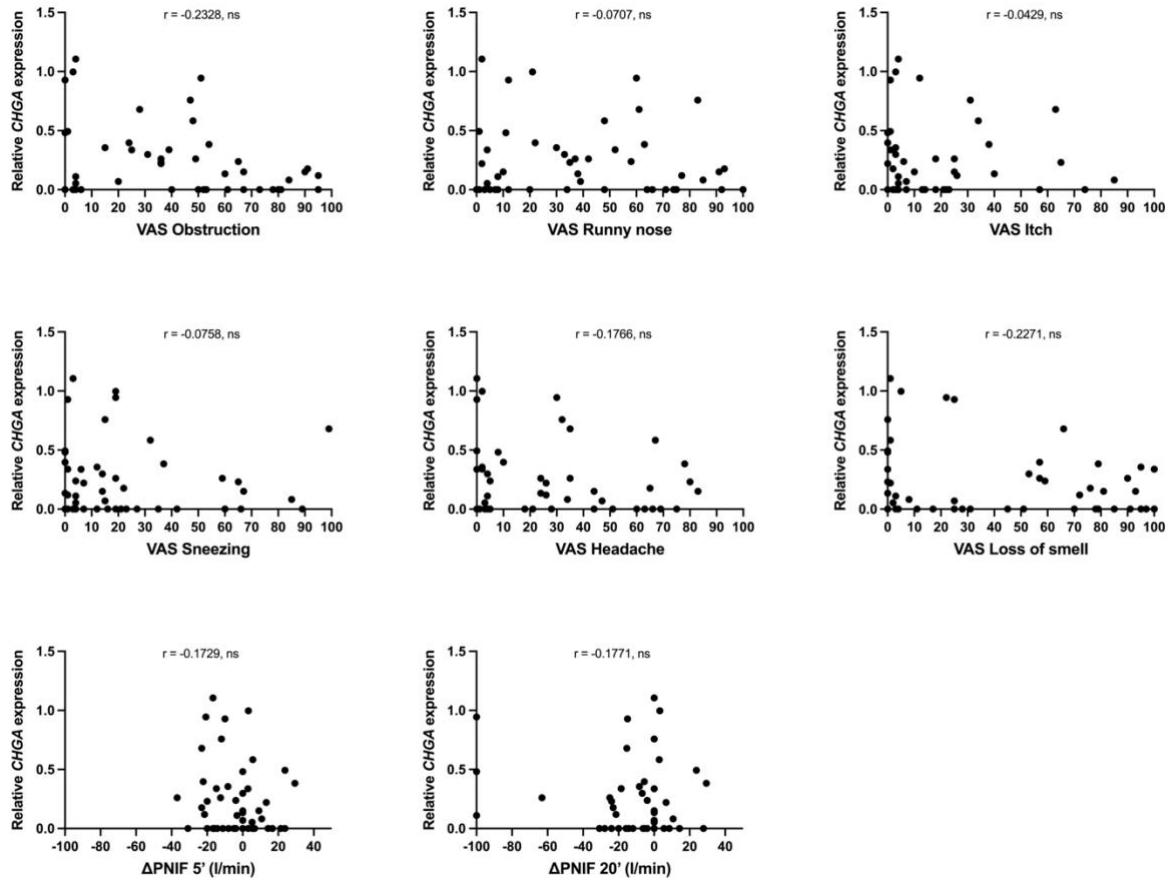 r = -0.2328, ns
Relative CHGA expression
1.5
1.0
0.5
0.0
0 10 20 30 40 50 60 70 80 90 100
VAS Obstruction
r = -0.0707, ns
Relative CHGA expression
1.5
1.0
0.5
0.0
0 10 20 30 40 50 60 70 80 90 100
VAS Runny nose
r = -0.0429, ns
Relative CHGA expression
1.5
1.0
0.5
0.0
0 10 20 30 40 50 60 70 80 90 100
VAS Itch
r = -0.0758, ns
Relative CHGA expression
1.5
1.0
0.5
0.0
0 10 20 30 40 50 60 70 80 90 100
VAS Sneezing
r = -0.1766, ns
Relative CHGA expression
1.5
1.0
0.5
0.0
0 10 20 30 40 50 60 70 80 90 100
VAS Headache
r = -0.2271, ns
Relative CHGA expression
1.5
1.0
0.5
0.0
0 10 20 30 40 50 60 70 80 90 100
VAS Loss of smell
r = -0.1729, ns
Relative CHGA expression
1.5
1.0
0.5
0.0
-100 -80 -60 -40 -20 0 20 40
ΔPNIF 5' (l/min)
r = -0.1771, ns
Relative CHGA expression
1.5
1.0
0.5
0.0
-100 -80 -60 -40 -20 0 20 40
ΔPNIF 20' (l/min)